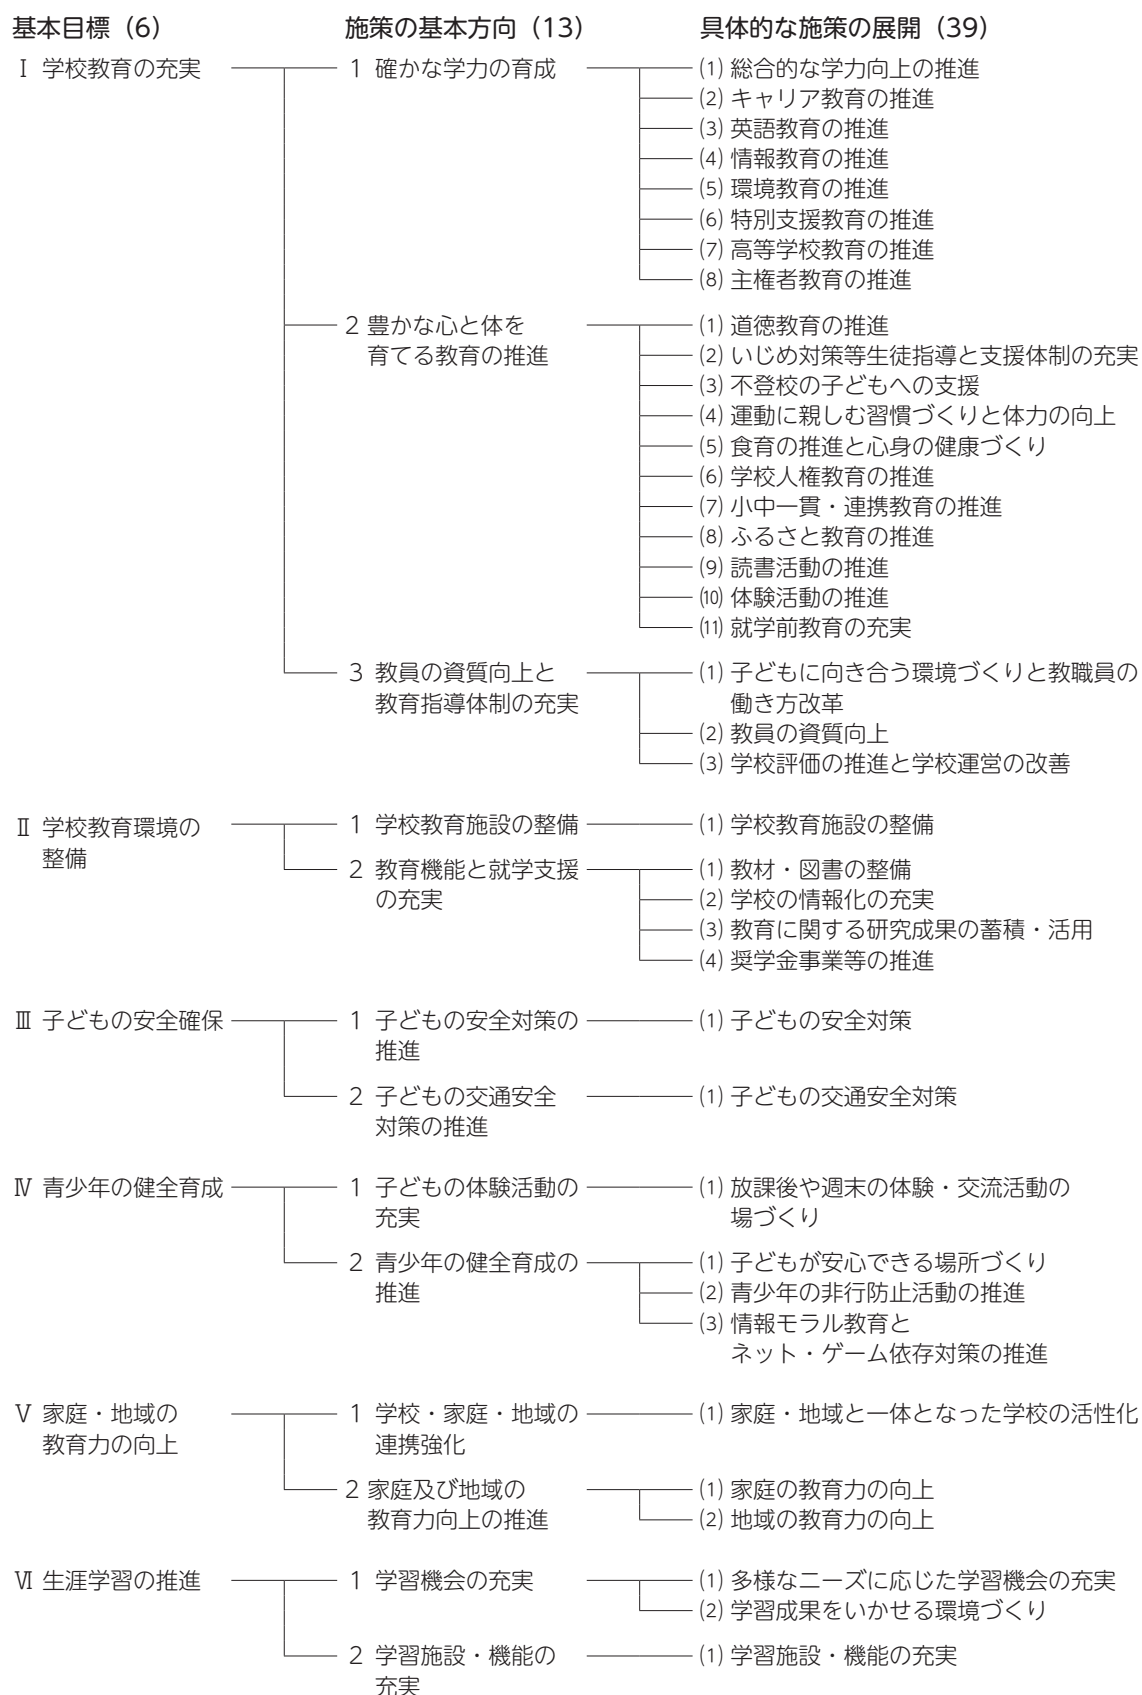 基本目標（6） 施策の基本方向（13） 具体的な施策の展開（39）
Ⅰ 学校教育の充実 1 確かな学力の育成 ⑴ 総合的な学力向上の推進
⑵ キャリア教育の推進
⑶ 英語教育の推進
⑷ 情報教育の推進
⑸ 環境教育の推進
⑹ 特別支援教育の推進
⑺ 高等学校教育の推進
⑻ 主権者教育の推進
2 豊かな心と体を ⑴ 道徳教育の推進
育てる教育の推進 ⑵ いじめ対策等生徒指導と支援体制の充実
⑶ 不登校の子どもへの支援
⑷ 運動に親しむ習慣づくりと体力の向上
⑸ 食育の推進と心身の健康づくり
⑹ 学校人権教育の推進
⑺ 小中一貫・連携教育の推進
⑻ ふるさと教育の推進
⑼ 読書活動の推進
⑽ 体験活動の推進
⑾ 就学前教育の充実
3 教員の資質向上と ⑴ 子どもに向き合う環境づくりと教職員の
教育指導体制の充実 働き方改革
⑵ 教員の資質向上
⑶ 学校評価の推進と学校運営の改善
Ⅱ 学校教育環境の 1 学校教育施設の整備 ⑴ 学校教育施設の整備
整備
2 教育機能と就学支援 ⑴ 教材・図書の整備
の充実 ⑵ 学校の情報化の充実
⑶ 教育に関する研究成果の蓄積・活用
⑷ 奨学金事業等の推進
Ⅲ 子どもの安全確保 1 子どもの安全対策の ⑴ 子どもの安全対策
推進
2 子どもの交通安全 ⑴ 子どもの交通安全対策
対策の推進
Ⅳ 青少年の健全育成 1 子どもの体験活動の ⑴ 放課後や週末の体験・交流活動の
充実 場づくり
2 青少年の健全育成の ⑴ 子どもが安心できる場所づくり
推進 ⑵ 青少年の非行防止活動の推進
⑶ 情報モラル教育と
ネット・ゲーム依存対策の推進
Ⅴ 家庭・地域の 1 学校・家庭・地域の ⑴ 家庭・地域と一体となった学校の活性化
教育力の向上 連携強化
2 家庭及び地域の ⑴ 家庭の教育力の向上
教育力向上の推進 ⑵ 地域の教育力の向上
Ⅵ 生涯学習の推進 1 学習機会の充実 ⑴ 多様なニーズに応じた学習機会の充実
⑵ 学習成果をいかせる環境づくり
2 学習施設・機能の ⑴ 学習施設・機能の充実
充実